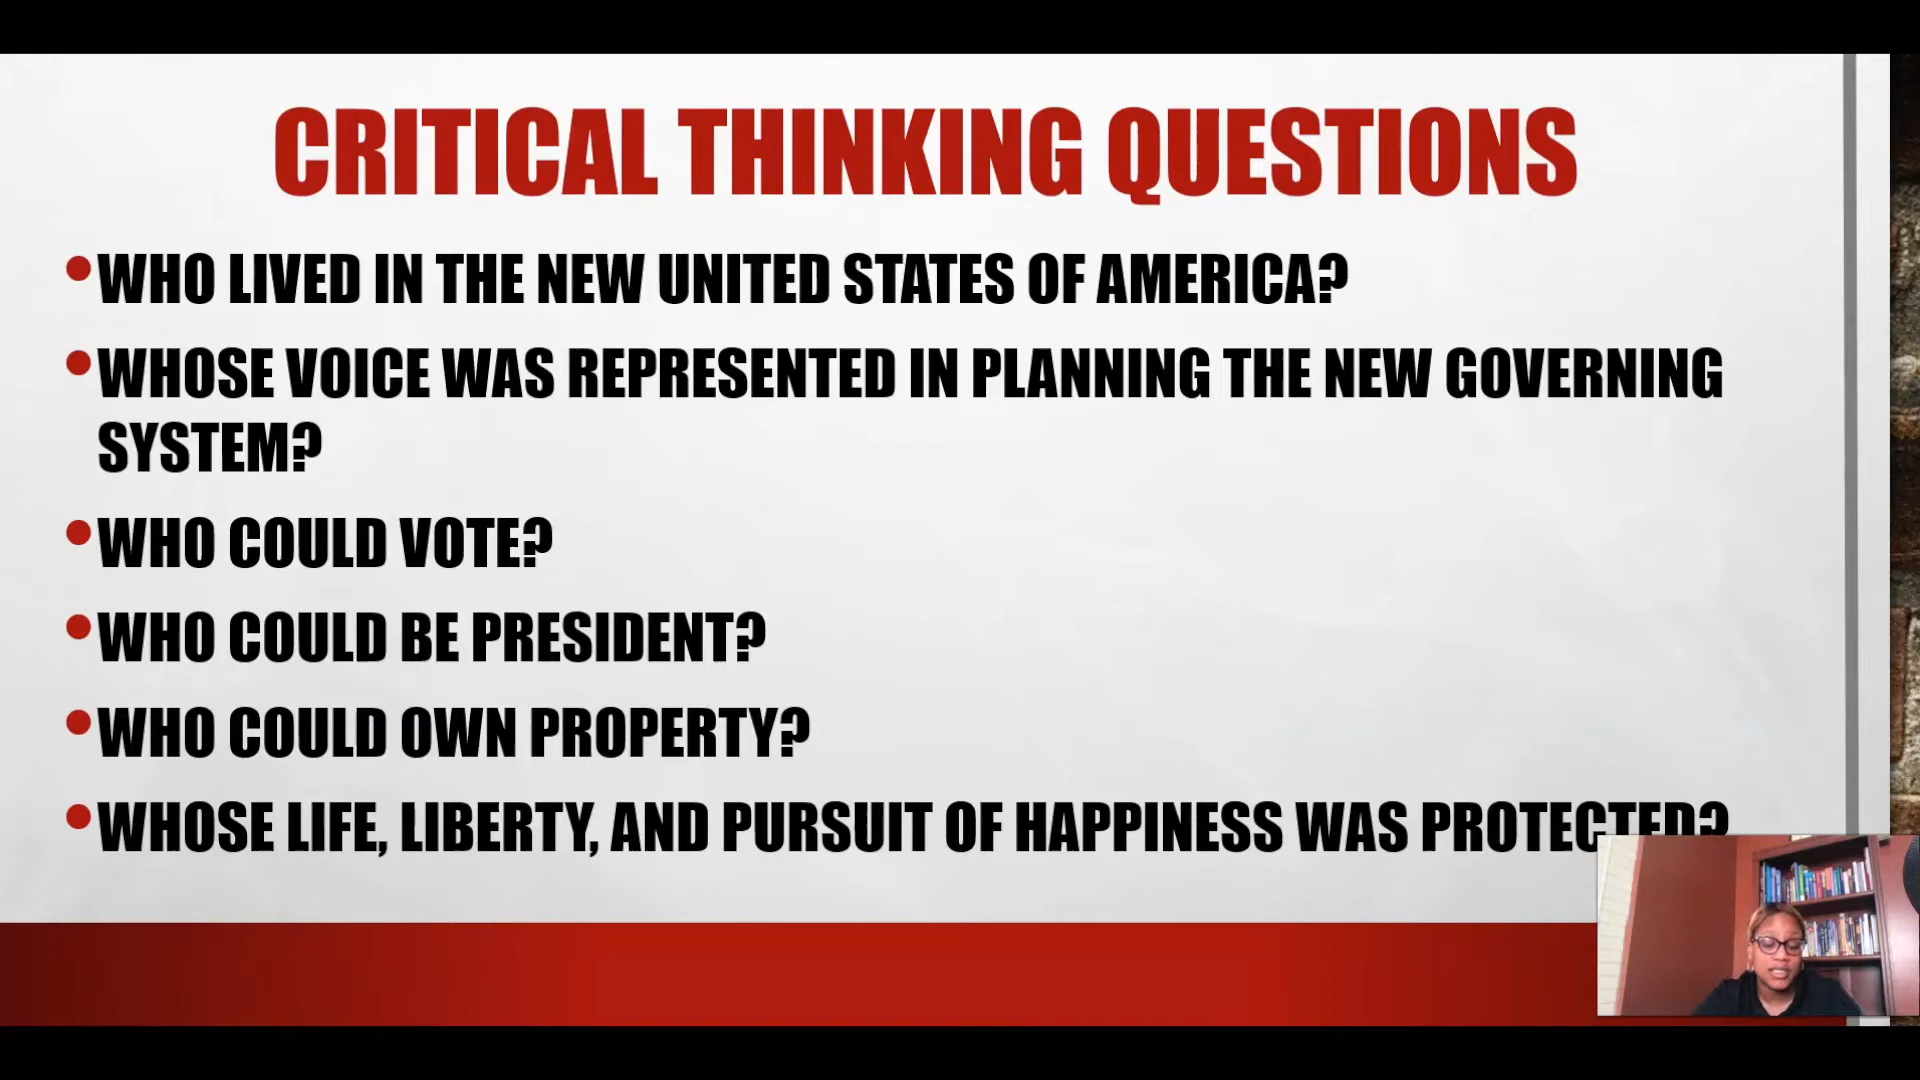 CRITICAL THINKING QUESTIONS
•WHO LIVED IN THE NEW UNITED STATES OF AMERICA?
•WHOSE VOICE WAS REPRESENTED IN PLANNING THE NEW GOVERNING
SYSTEM?
•WHO COULD VOTE?
•WHO COULD BE PRESIDENT?
•WHO COULD OWN PROPERTY?
•WHOSE LIFE, LIBERTY, AND PURSUIT OF HAPPINESS WAS PROTECTED?